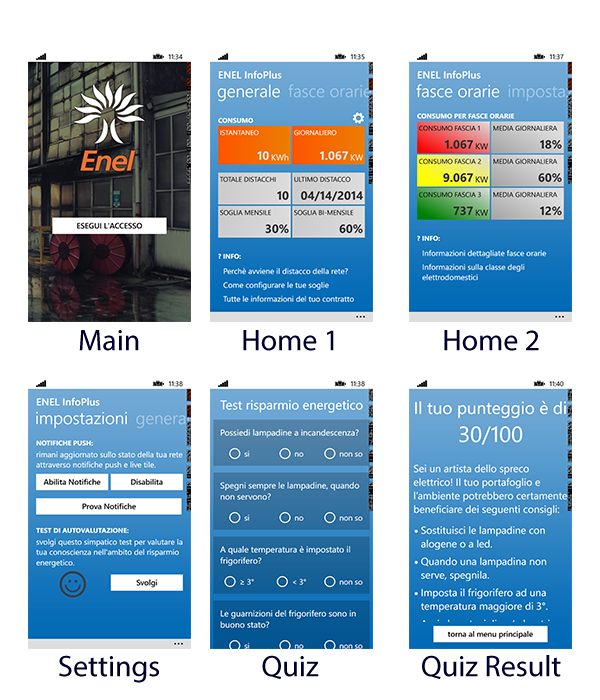 11:34
Enel
ESEGUI L'ACCESSO
Main
11:35
ENEL InfoPlus
generale fasce orarie
CONSUMO
ISTANTANEO GIORNALIERO
10 KWh 1.067 KW
TOTALE DISTACCHI ULTIMO DISTACCO
10 04/14/2014
SOGLIA MENSILE SOGLIA BI-MENSILE
30% 60%
? INFO:
Perchè avviene il distacco della rete?
Come configurare le tue soglie
Tutte le informazioni del tuo contratto
...
Home 1
11:37
ENEL InfoPlus
fasce orarie imposta
CONSUMO PER FASCE ORARIE
CONSUMO FASCIA 1 MEDIA GIORNALIERA
1.067 KW 18%
CONSUMO FASCIA 2 MEDIA GIORNALIERA
9.067 KW 60%
CONSUMO FASCIA 3 MEDIA GIORNALIERA
737 KW 12%
? INFO:
Informazioni dettagliate fasce orarie
Informazioni sulla classe degli
elettrodomestici
...
Home 2
11:38
ENEL InfoPlus
impostazioni genera
NOTIFICHE PUSH:
rimani aggiornato sullo stato della tua rete
attraverso notifiche push e live tile.
Abilita Notifiche Disabilita
Prova Notifiche
TEST DI AUTOVALUTAZIONE:
svolgi questo simpatico test per valutare la
tua conoscienza nell'ambito del risparmio
energetico.
Svolgi
...
Settings
11:38
Test risparmio energetico
Possiedi lampadine a incandescenza?
si no non so
Spegni sempre le lampadine, quando
non servono?
si no non so
A quale temperatura è impostato il
frigorifero?
≥ 3° < 3° non so
Le guarnizioni del frigorifero sono in
buono stato?
si no non so
Quiz
11:40
Il tuo punteggio è di
30/100
Sei un artista dello spreco
elettrico! Il tuo portafoglio e
l'ambiente potrebbero certamente
beneficiare dei seguenti consigli:
• Sostituisci le lampadine con
alogene o a led.
• Quando una lampadina non
serve, spegnila.
• Imposta il frigorifero ad una
temperatura maggiore di 3°.
torna al menu principale
Quiz Result